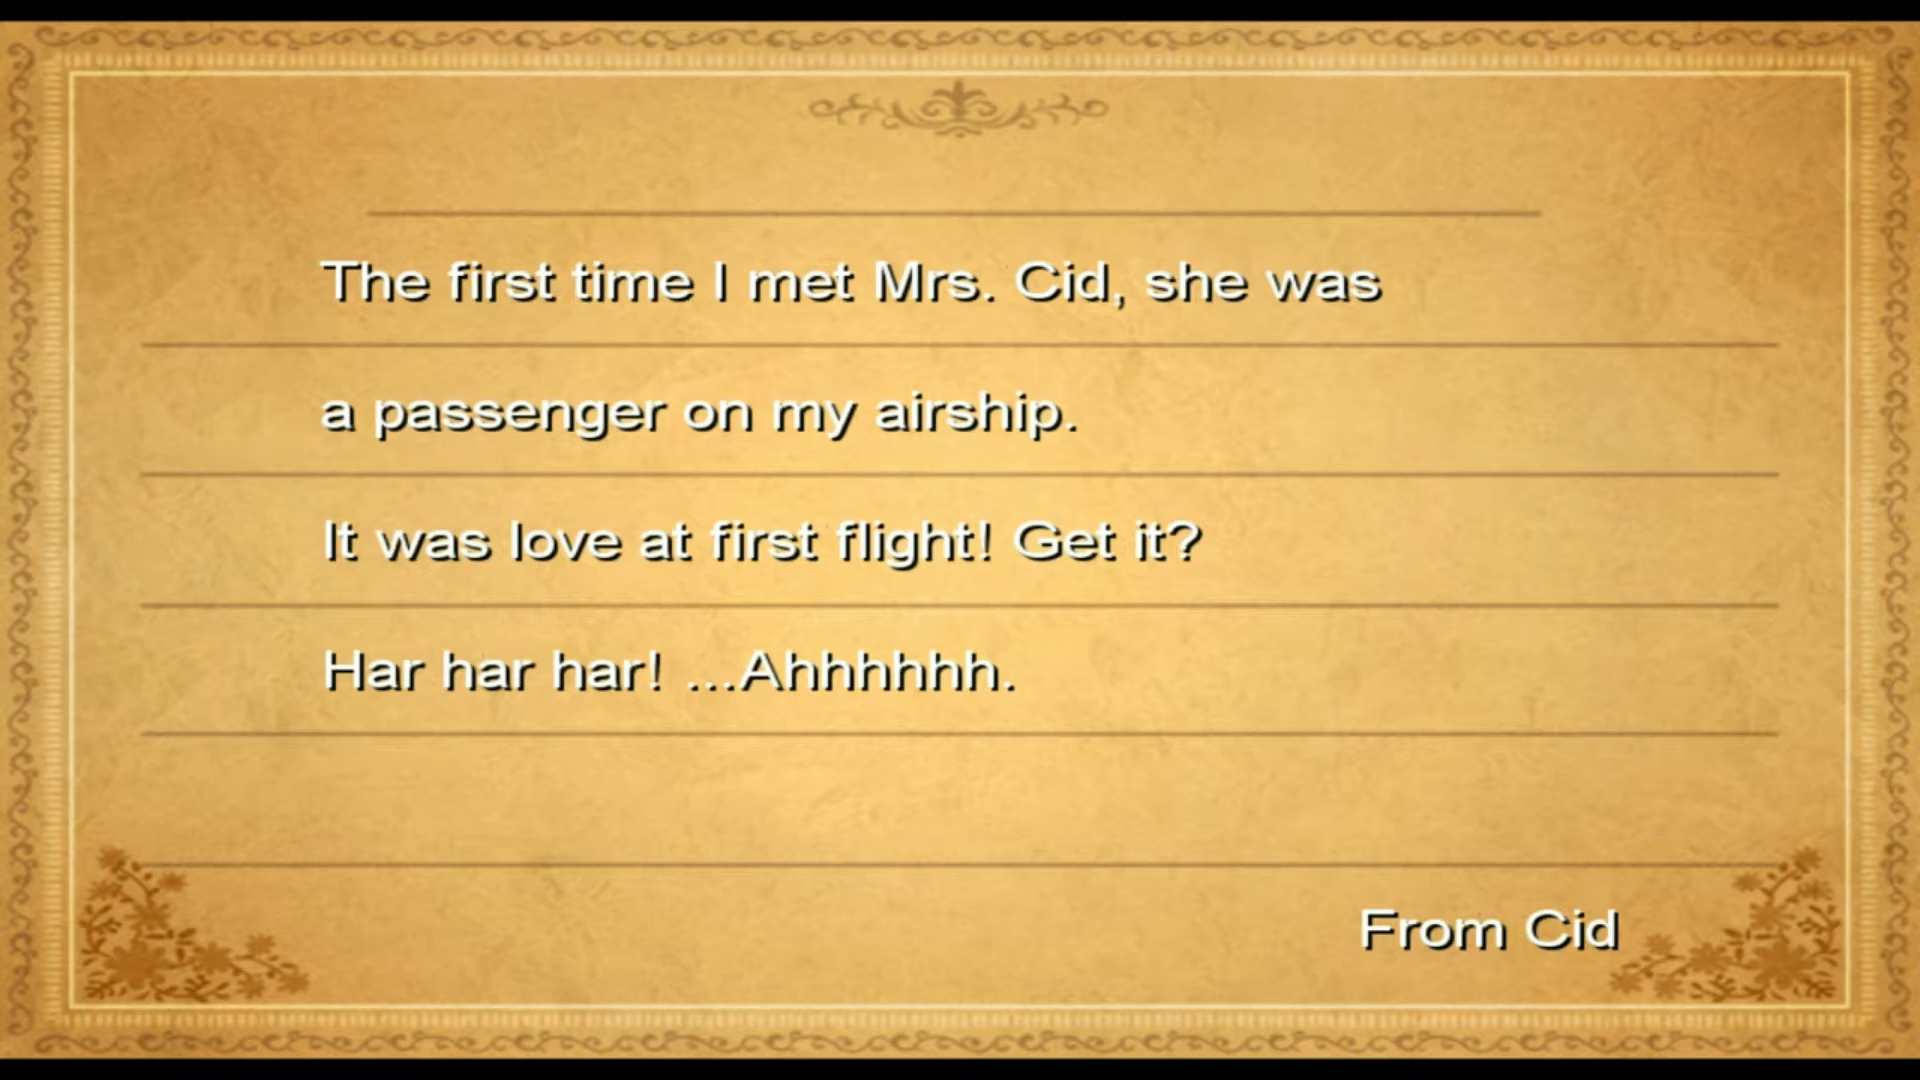 The first time I met Mrs. Cid, she was
a passenger on my airship.
It was love at first flight! Get it?
Har har har! ...Ahhhhhh.
From Cid